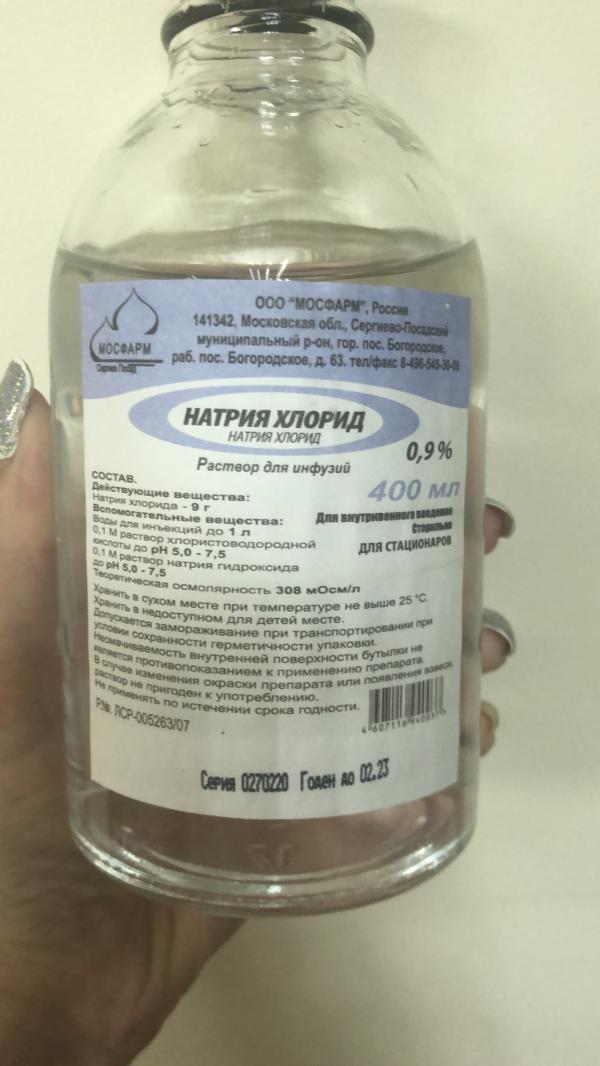 ООО "МОСФАРМ", Россия
141342, Московская обл., Сергиево-Посадский
муниципальный р-он, гор. пос. Богородское,
раб. пос. Богородское, д. 63. тел/факс 8-496-545-30-00
МОСФАРМ
Сергиев Посад
НАТРИЯ ХЛОРИД
НАТРИЯ ХЛОРИД
Раствор для инфузий
0,9%
400 мл
Для внутривенного введения
Стерильно
ДЛЯ СТАЦИОНАРОВ
СОСТАВ.
Действующие вещества:
Натрия хлорида - 9 г
Вспомогательные вещества:
Воды для инъекций до 1 л
0,1 М раствор хлористоводородной
кислоты до рН 5,0 - 7,5
0,1 М раствор натрия гидроксида
до рН 5,0 - 7,5
Теоретическая осмолярность 308 мОсм/л
Хранить в сухом месте при температуре не выше 25 °С.
Хранить в недоступном для детей месте.
Допускается замораживание при транспортировании при
условии сохранности герметичности упаковки.
Несмачиваемость внутренней поверхности бутылки не
является противопоказанием к применению препарата.
В случае изменения окраски препарата или появления взвеси,
раствор не пригоден к употреблению.
Не применять по истечении срока годности.
Р.№. ЛСР-005263/07
Серия 0270220 Годен до 02.23